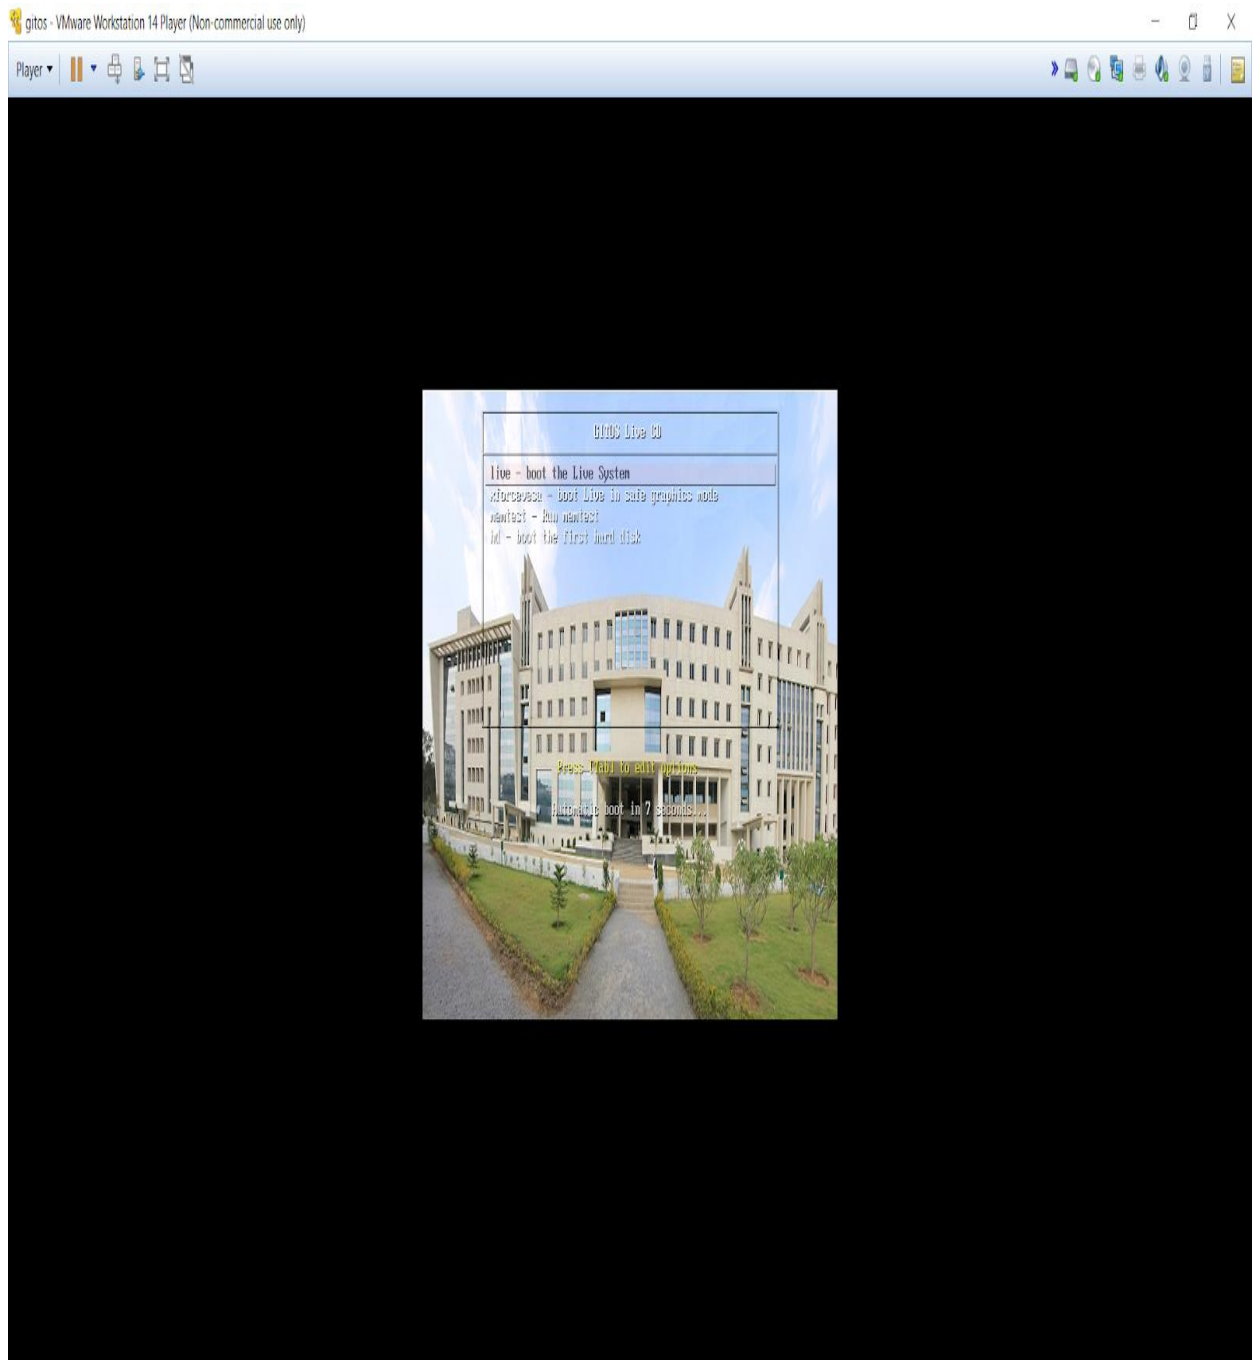 gitos - VMware Workstation 14 Player (Non-commercial use only)
Player
GITOS Live CD
live - boot the Live System
xforcevesa - boot Live in safe graphics mode
memtest - Run memtest
hd - boot the first hard disk
Press [TAB] to edit options
Automatic boot in 7 seconds...